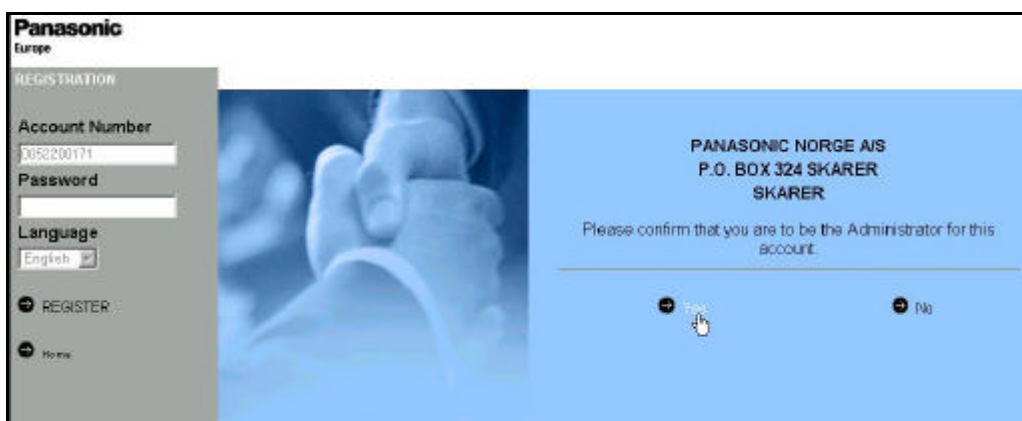 Panasonic
Europe
REGISTRATION
Account Number
0052200171
Password
Language
English
REGISTER
Home
PANASONIC NORGE A/S
P.O. BOX 324 SKARER
SKARER
Please confirm that you are to be the Administrator for this
account.
Yes
No